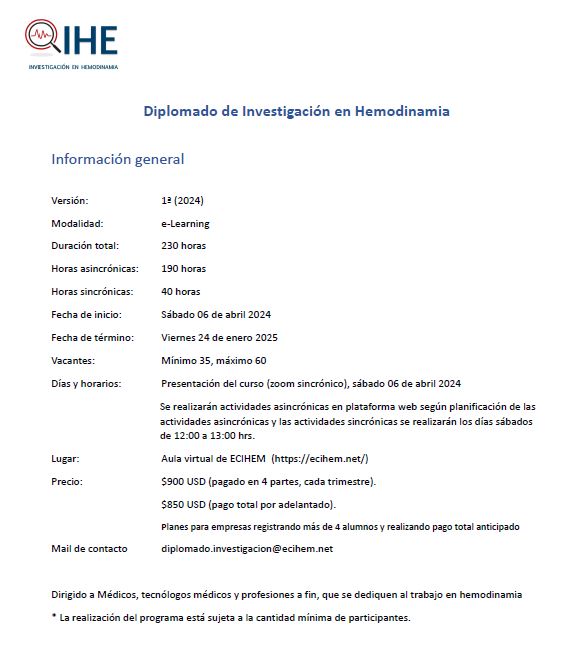 IHE
INVESTIGACIÓN EN HEMODINAMIA
Diplomado de Investigación en Hemodinamia
Información general
Versión: 1ª (2024)
Modalidad: e-Learning
Duración total: 230 horas
Horas asincrónicas: 190 horas
Horas sincrónicas: 40 horas
Fecha de inicio: Sábado 06 de abril 2024
Fecha de término: Viernes 24 de enero 2025
Vacantes: Mínimo 35, máximo 60
Días y horarios: Presentación del curso (zoom sincrónico), sábado 06 de abril 2024
Se realizarán actividades asincrónicas en plataforma web según planificación de las
actividades asincrónicas y las actividades sincrónicas se realizarán los días sábados
de 12:00 a 13:00 hrs.
Lugar: Aula virtual de ECIHEM (https://ecihem.net/)
Precio: $900 USD (pagado en 4 partes, cada trimestre).
$850 USD (pago total por adelantado).
Planes para empresas registrando más de 4 alumnos y realizando pago total anticipado
Mail de contacto diplomado.investigacion@ecihem.net
Dirigido a Médicos, tecnólogos médicos y profesiones a fin, que se dediquen al trabajo en hemodinamia
* La realización del programa está sujeta a la cantidad mínima de participantes.